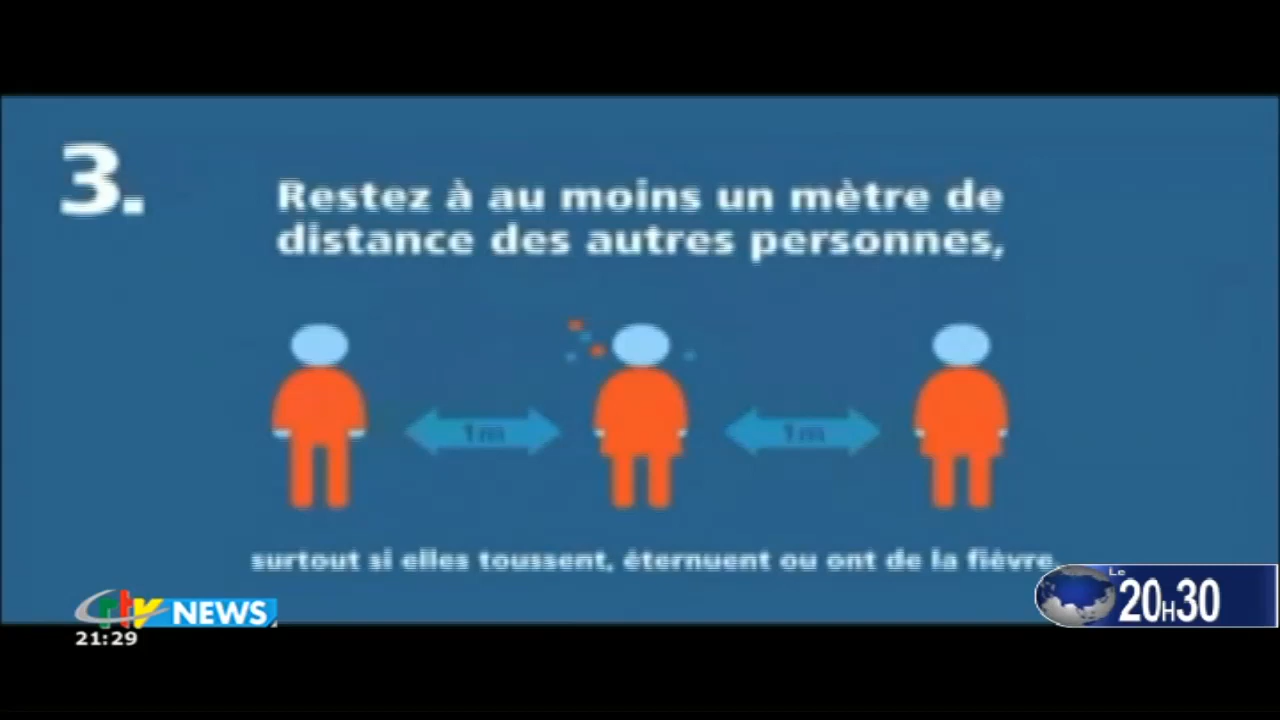 3.
Restez à au moins un mètre de
distance des autres personnes,
1m
1m
surtout si elles toussent, éternuent ou ont de la fièvre
Le
20H30
rtv NEWS
21:29